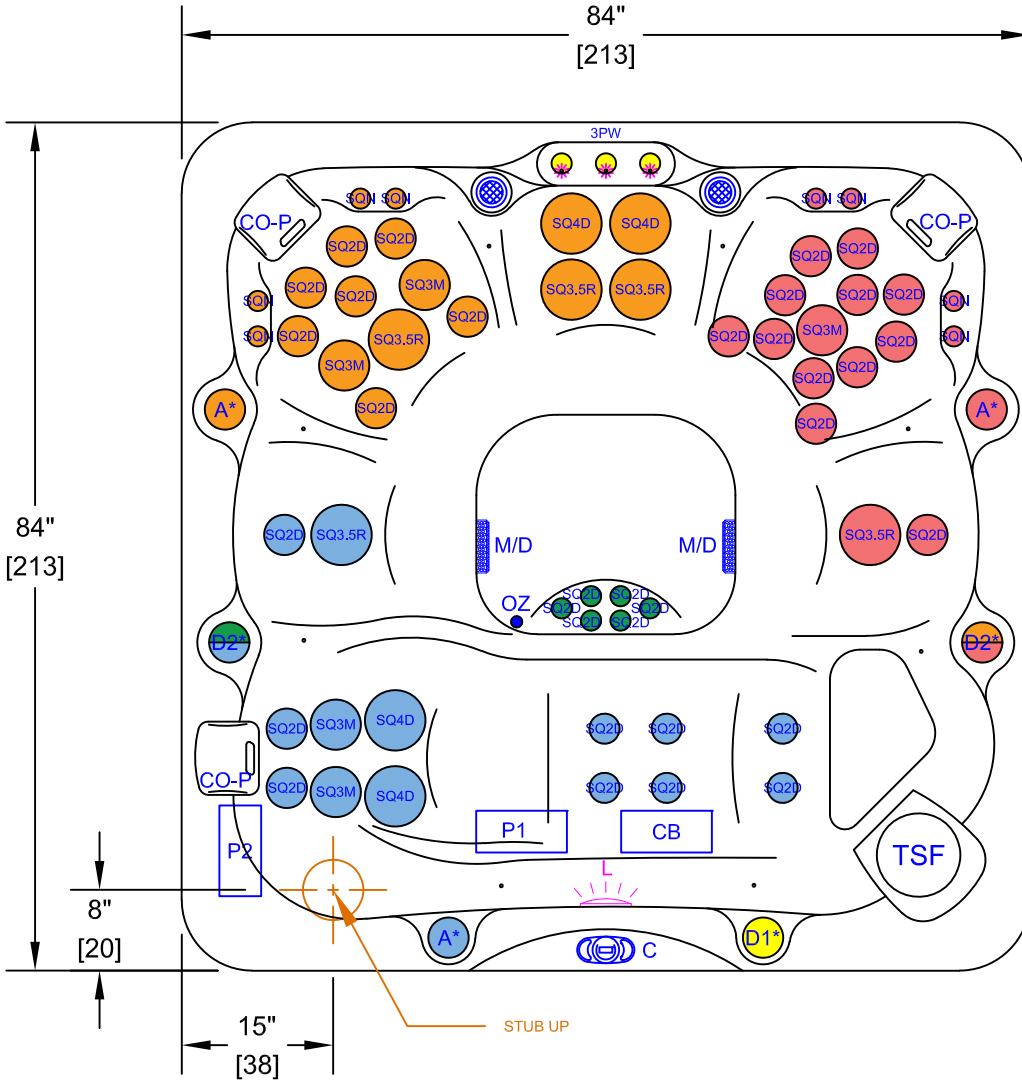 84"
[213]
3PW
SQN SQN
SQN SQN
CO-P
CO-P
SQ4D SQ4D
SQ2D SQ2D
SQ2D SQ2D
SQ2D SQ2D SQ3M
SQ3.5R SQ3.5R
SQ2D SQ2D SQ2D
SQN
SQN
SQ2D
SQ2D SQ3.5R
SQ2D SQ2D SQ3M SQ2D
SQN
SQN
SQ3M
SQ2D SQ2D
SQ2D
SQ2D
A*
A*
84"
[213]
SQ2D SQ3.5R
M/D
M/D
SQ3.5R SQ2D
OZ
SQ2D SQ2D
SQ2D SQ2D
SQ2D SQ2D
D2*
D2*
SQ2D SQ3M SQ4D
SQ2D SQ2D SQ2D
CO-P
SQ2D SQ3M SQ4D
SQ2D SQ2D SQ2D
P2
P1
CB
TSF
L
8"
[20]
A*
D1*
C
15"
[38]
STUB UP